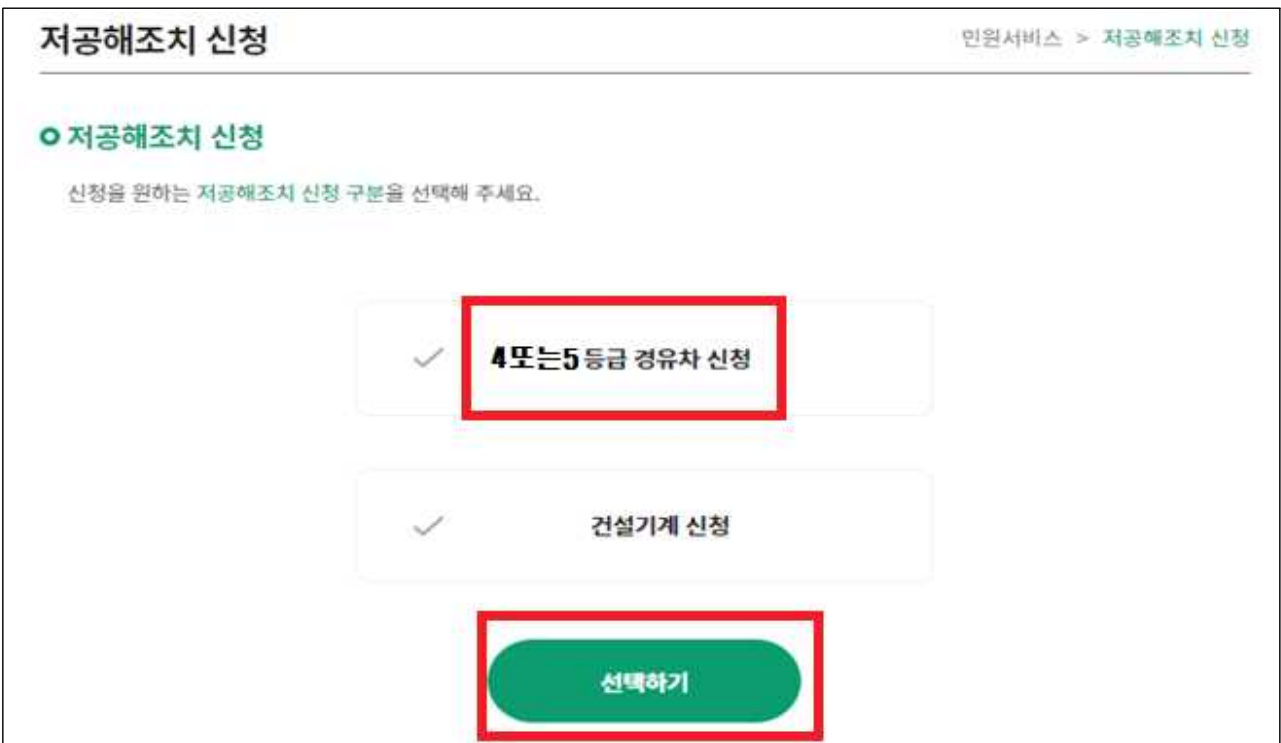 저공해조치 신청
민원서비스 > 저공해조치 신청
저공해조치 신청
신청을 원하는 저공해조치 신청 구분을 선택해 주세요.
4또는5등급 경유차 신청
건설기계 신청
선택하기